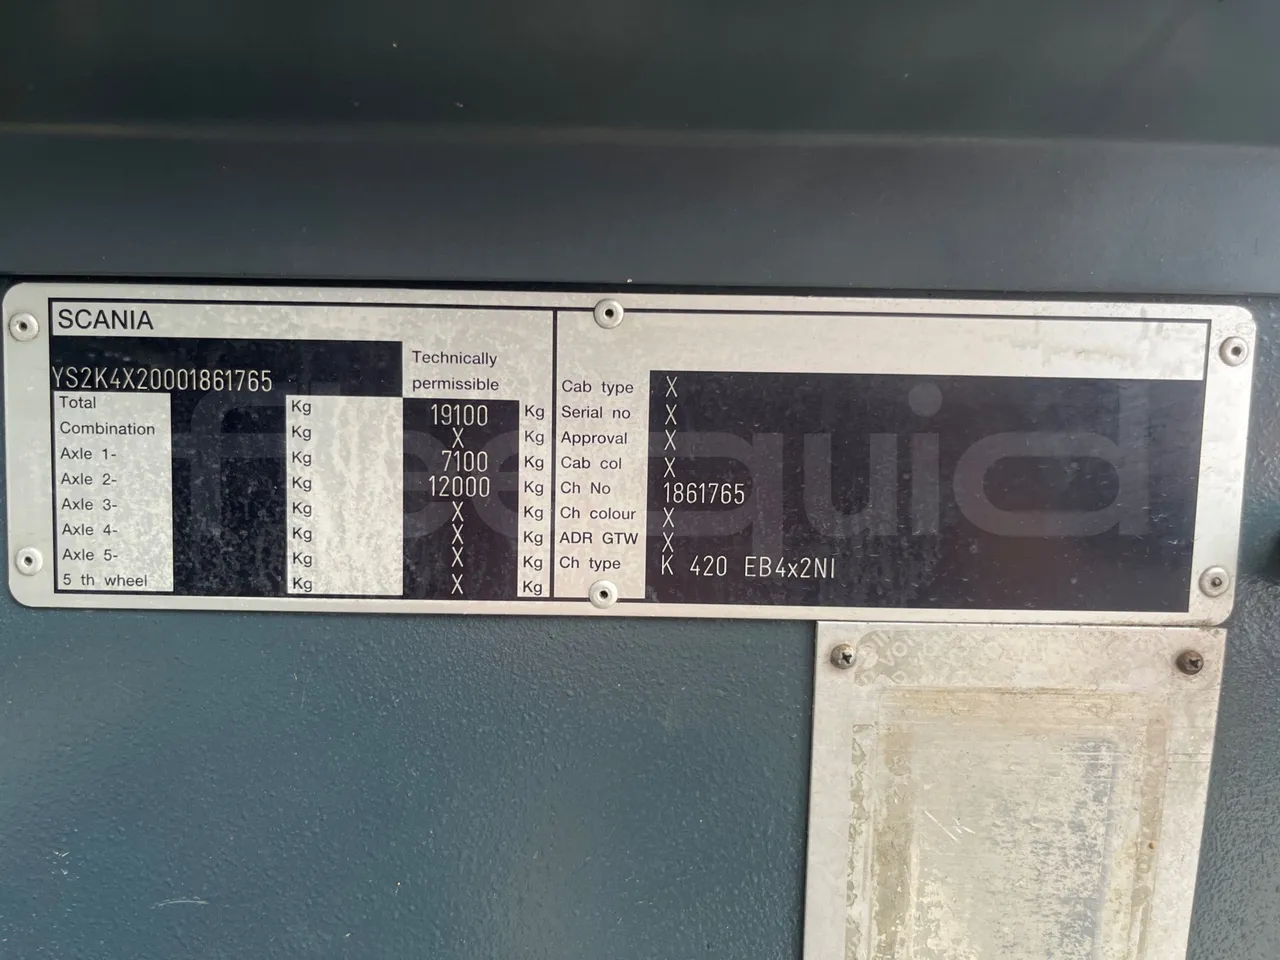 SCANIA
YS2K4X20001861765
Technically
permissible
Total Kg 19100 Kg
Combination Kg X Kg
Axle 1- Kg 7100 Kg
Axle 2- Kg 12000 Kg
Axle 3- Kg X Kg
Axle 4- Kg X Kg
Axle 5- Kg X Kg
5 th wheel Kg X Kg
Cab type X
Serial no X
Approval X
Cab col X
Ch No 1861765
Ch colour X
ADR GTW X
Ch type K 420 EB4x2NI
fleequid